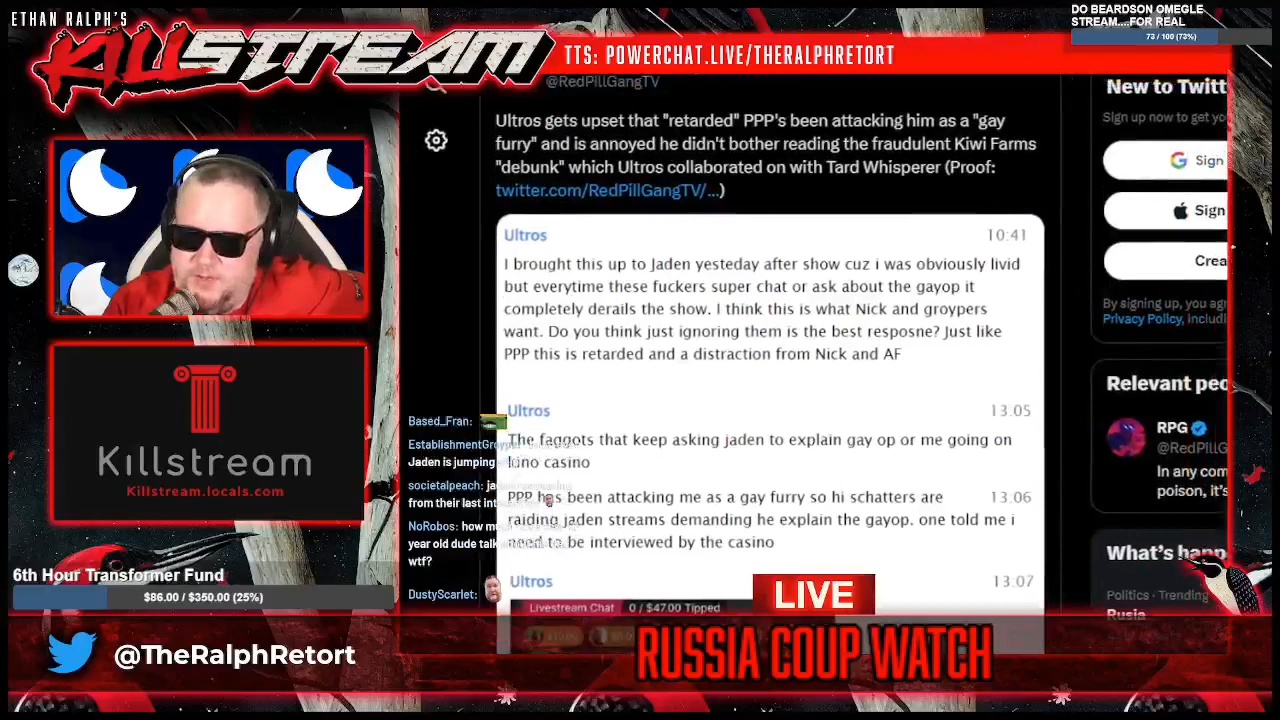 ETHAN RALPH'S
KILLSTREAM
TTS: POWERCHAT.LIVE/THERALPHRETORT
DO BEARDSON OMEGLE
STREAM....FOR REAL
73 / 100 (73%)
@RedPillGangTV
Ultros gets upset that "retarded" PPP's been attacking him as a "gay
furry" and is annoyed he didn't bother reading the fraudulent Kiwi Farms
"debunk" which Ultros collaborated on with Tard Whisperer (Proof:
twitter.com/RedPillGangTV/...)
Ultros 10:41
I brought this up to Jaden yesteday after show cuz i was obviously livid
but everytime these fuckers super chat or ask about the gayop it
completely derails the show. I think this is what Nick and groypers
want. Do you think just ignoring them is the best resposne? Just like
PPP this is retarded and a distraction from Nick and AF
Ultros 13.05
The faggots that keep asking jaden to explain gay op or me going on
kino casino
PPP has been attacking me as a gay furry so hi schatters are 13:06
raiding jaden streams demanding he explain the gayop. one told me i
need to be interviewed by the casino
Ultros 13:07
Livestream Chat 0 / $47.00 Tipped
New to Twitt
Sign up now to get yo
Sign
Sign
Crea
By signing up, you agr
Privacy Policy, includi
Relevant peo
RPG
@RedPillG
In any com
poison, it's
What's happ
Politics · Trending
Rusia
Based_Fran:
EstablishmentGroyper
Jaden is jumping
societalpeach:
from their last int
NoRobos: how m
year old dude talk
wtf?
DustyScarlet:
Killstream
Killstream.locals.com
6th Hour Transformer Fund
$86.00 / $350.00 (25%)
@TheRalphRetort
LIVE
RUSSIA COUP WATCH